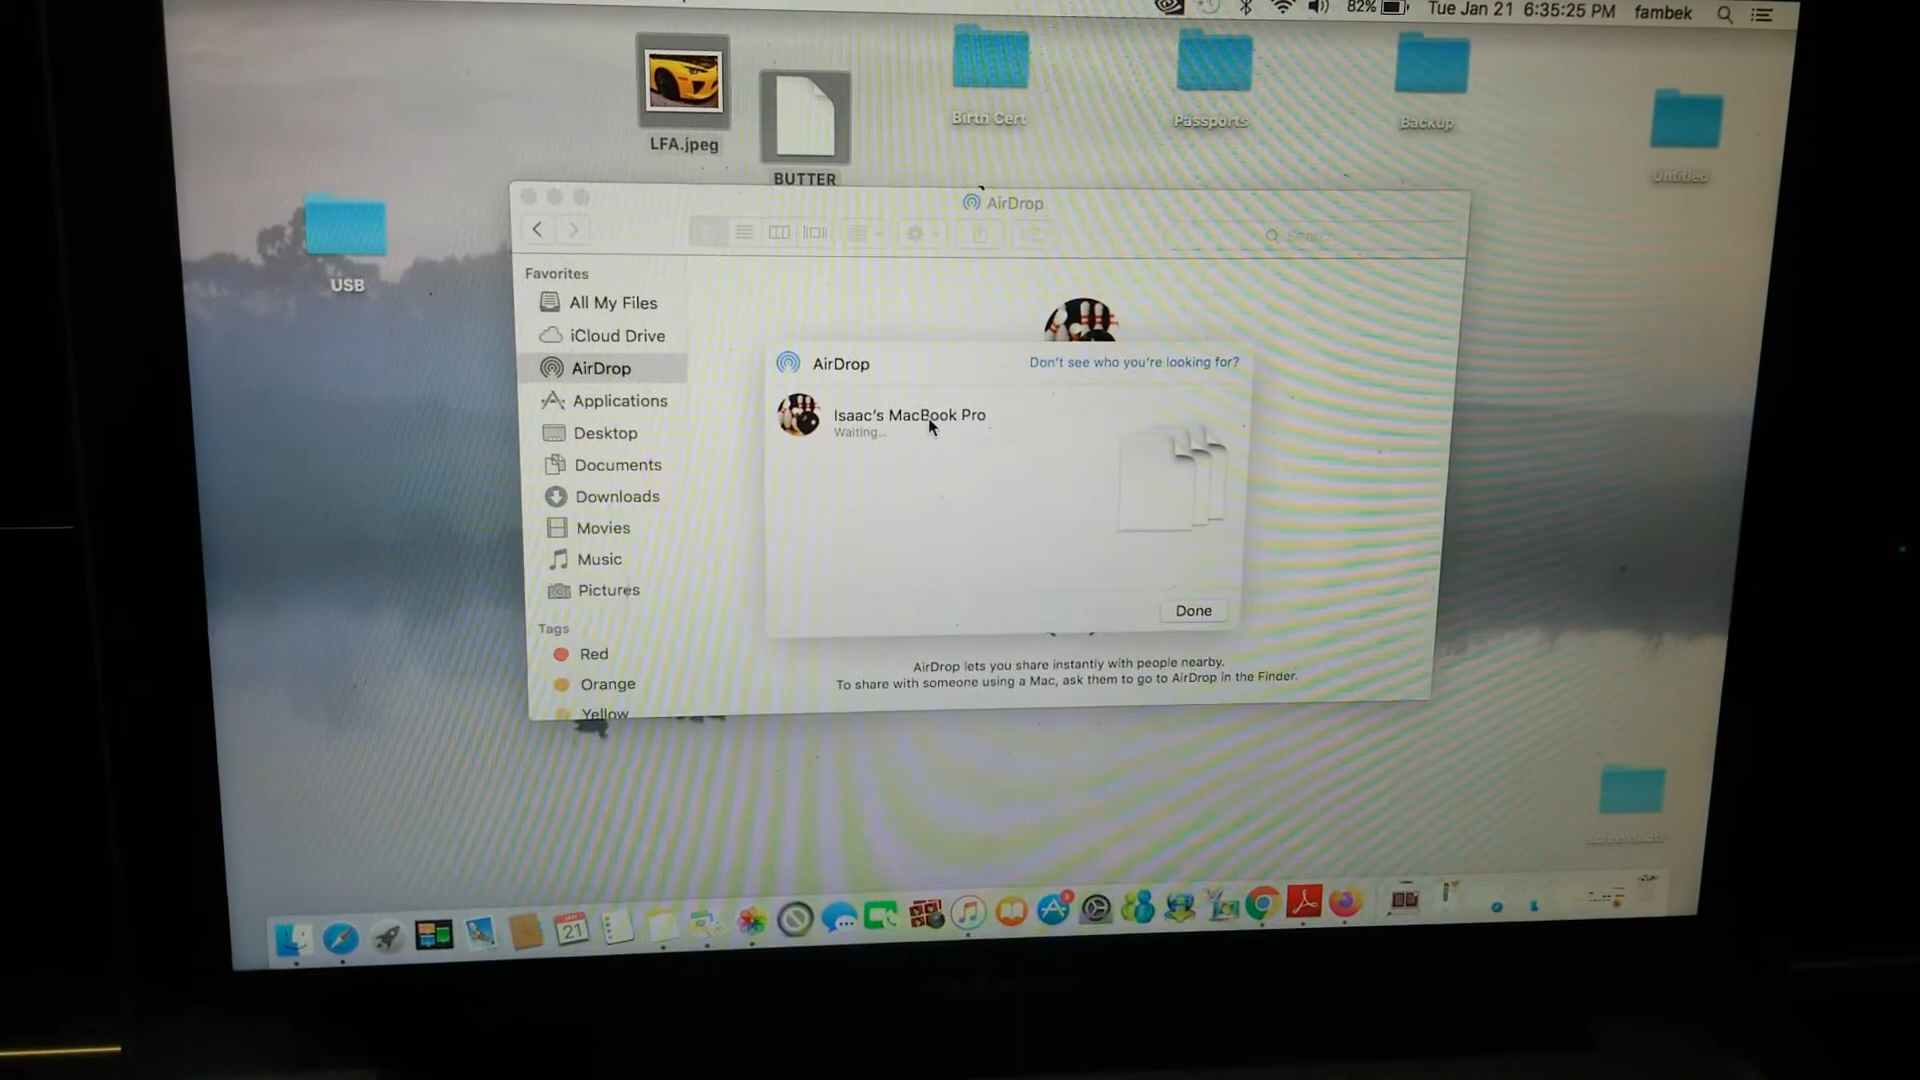 82% Tue Jan 21 6:35:25 PM fambek
LFA.jpeg
BUTTER
Birth Cert
Passports
Backup
Untitled
USB
AirDrop
Search
Favorites
All My Files
iCloud Drive
AirDrop
Applications
Desktop
Documents
Downloads
Movies
Music
Pictures
Tags
Red
Orange
Yellow
AirDrop
Don't see who you're looking for?
Isaac's MacBook Pro
Waiting...
Done
AirDrop lets you share instantly with people nearby.
To share with someone using a Mac, ask them to go to AirDrop in the Finder.
JAN
21